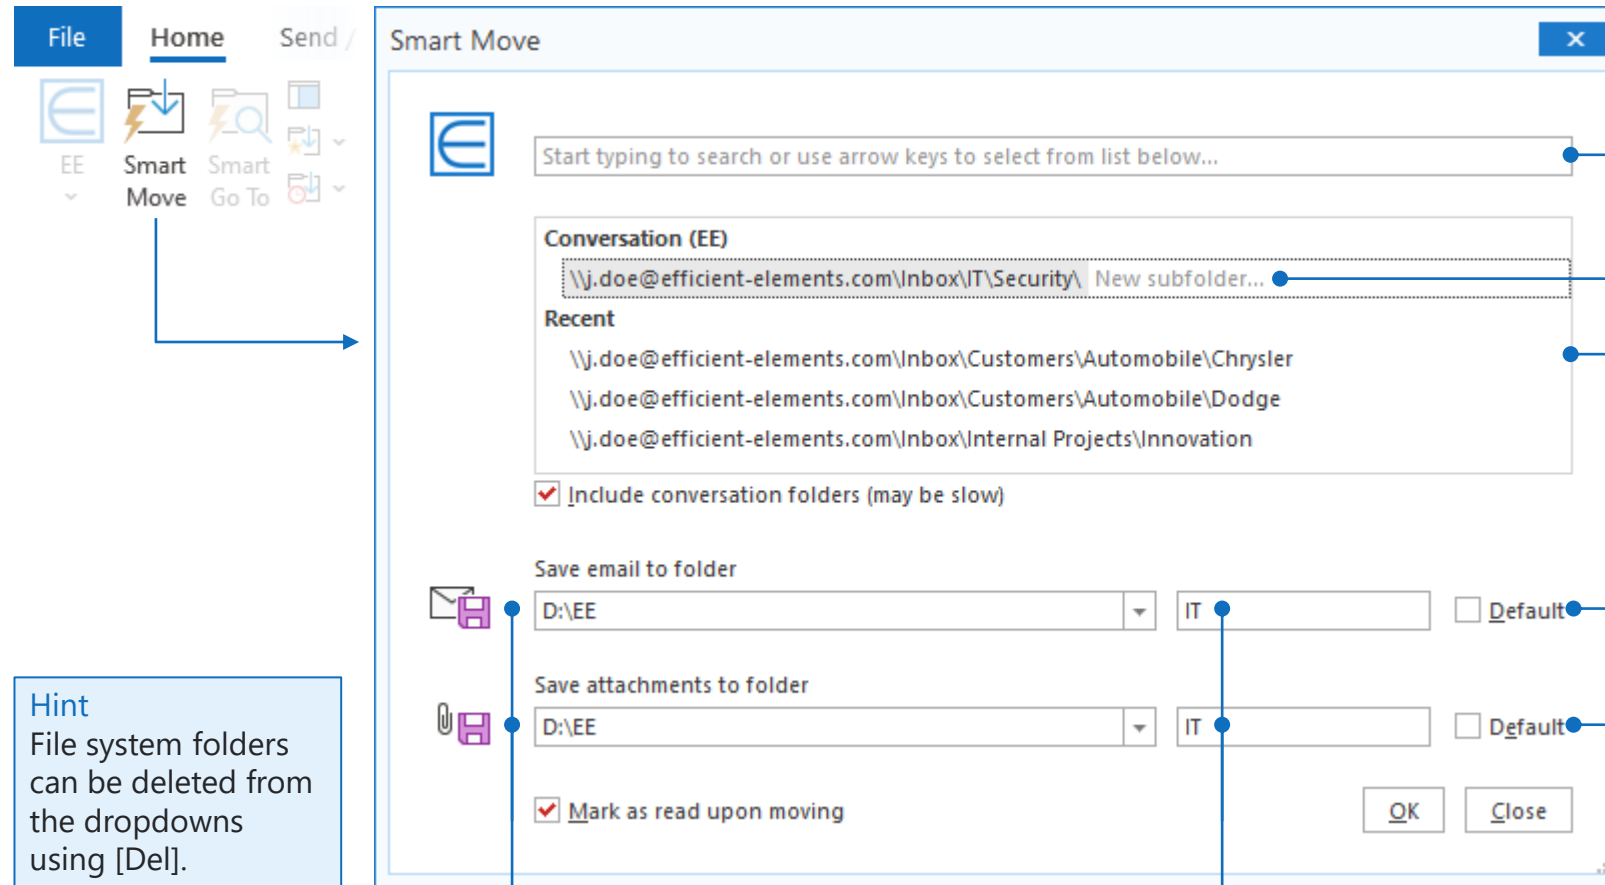 File Home Send /
EE
Smart
Move
Smart
Go To
Smart Move
Start typing to search or use arrow keys to select from list below...
Conversation (EE)
\\j.doe@efficient-elements.com\Inbox\IT\Security\ New subfolder...
Recent
\\j.doe@efficient-elements.com\Inbox\Customers\Automobile\Chrysler
\\j.doe@efficient-elements.com\Inbox\Customers\Automobile\Dodge
\\j.doe@efficient-elements.com\Inbox\Internal Projects\Innovation
Include conversation folders (may be slow)
Save email to folder
D:\EE IT Default
Save attachments to folder
D:\EE IT Default
Mark as read upon moving OK Close
Hint
File system folders
can be deleted from
the dropdowns
using [Del].